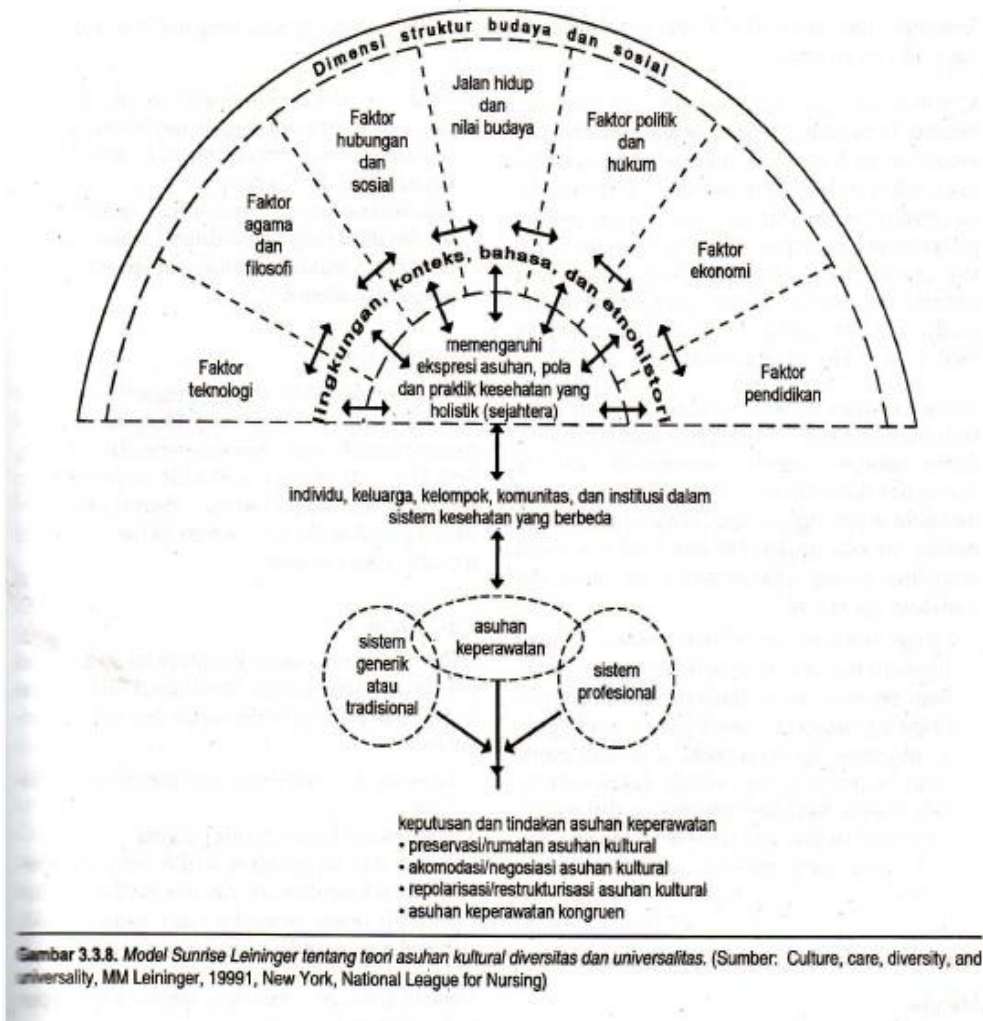 Dimensi struktur budaya dan sosial
Jalan hidup
dan
nilai budaya
Faktor
hubungan
dan
sosial
Faktor politik
dan
hukum
Faktor
agama
dan
filosofi
Faktor
ekonomi
Faktor
teknologi
Faktor
pendidikan
lingkungan, konteks, bahasa, dan etnohistori
memengaruhi
ekspresi asuhan, pola
dan praktik kesehatan yang
holistik (sejahtera)
individu, keluarga, kelompok, komunitas, dan institusi dalam
sistem kesehatan yang berbeda
asuhan
keperawatan
sistem
generik
atau
tradisional
sistem
profesional
keputusan dan tindakan asuhan keperawatan
• preservasi/rumatan asuhan kultural
• akomodasi/negosiasi asuhan kultural
• repolarisasi/restrukturisasi asuhan kultural
• asuhan keperawatan kongruen
Gambar 3.3.8. Model Sunrise Leininger tentang teori asuhan kultural diversitas dan universalitas. (Sumber: Culture, care, diversity, and
universality, MM Leininger, 19991, New York, National League for Nursing)